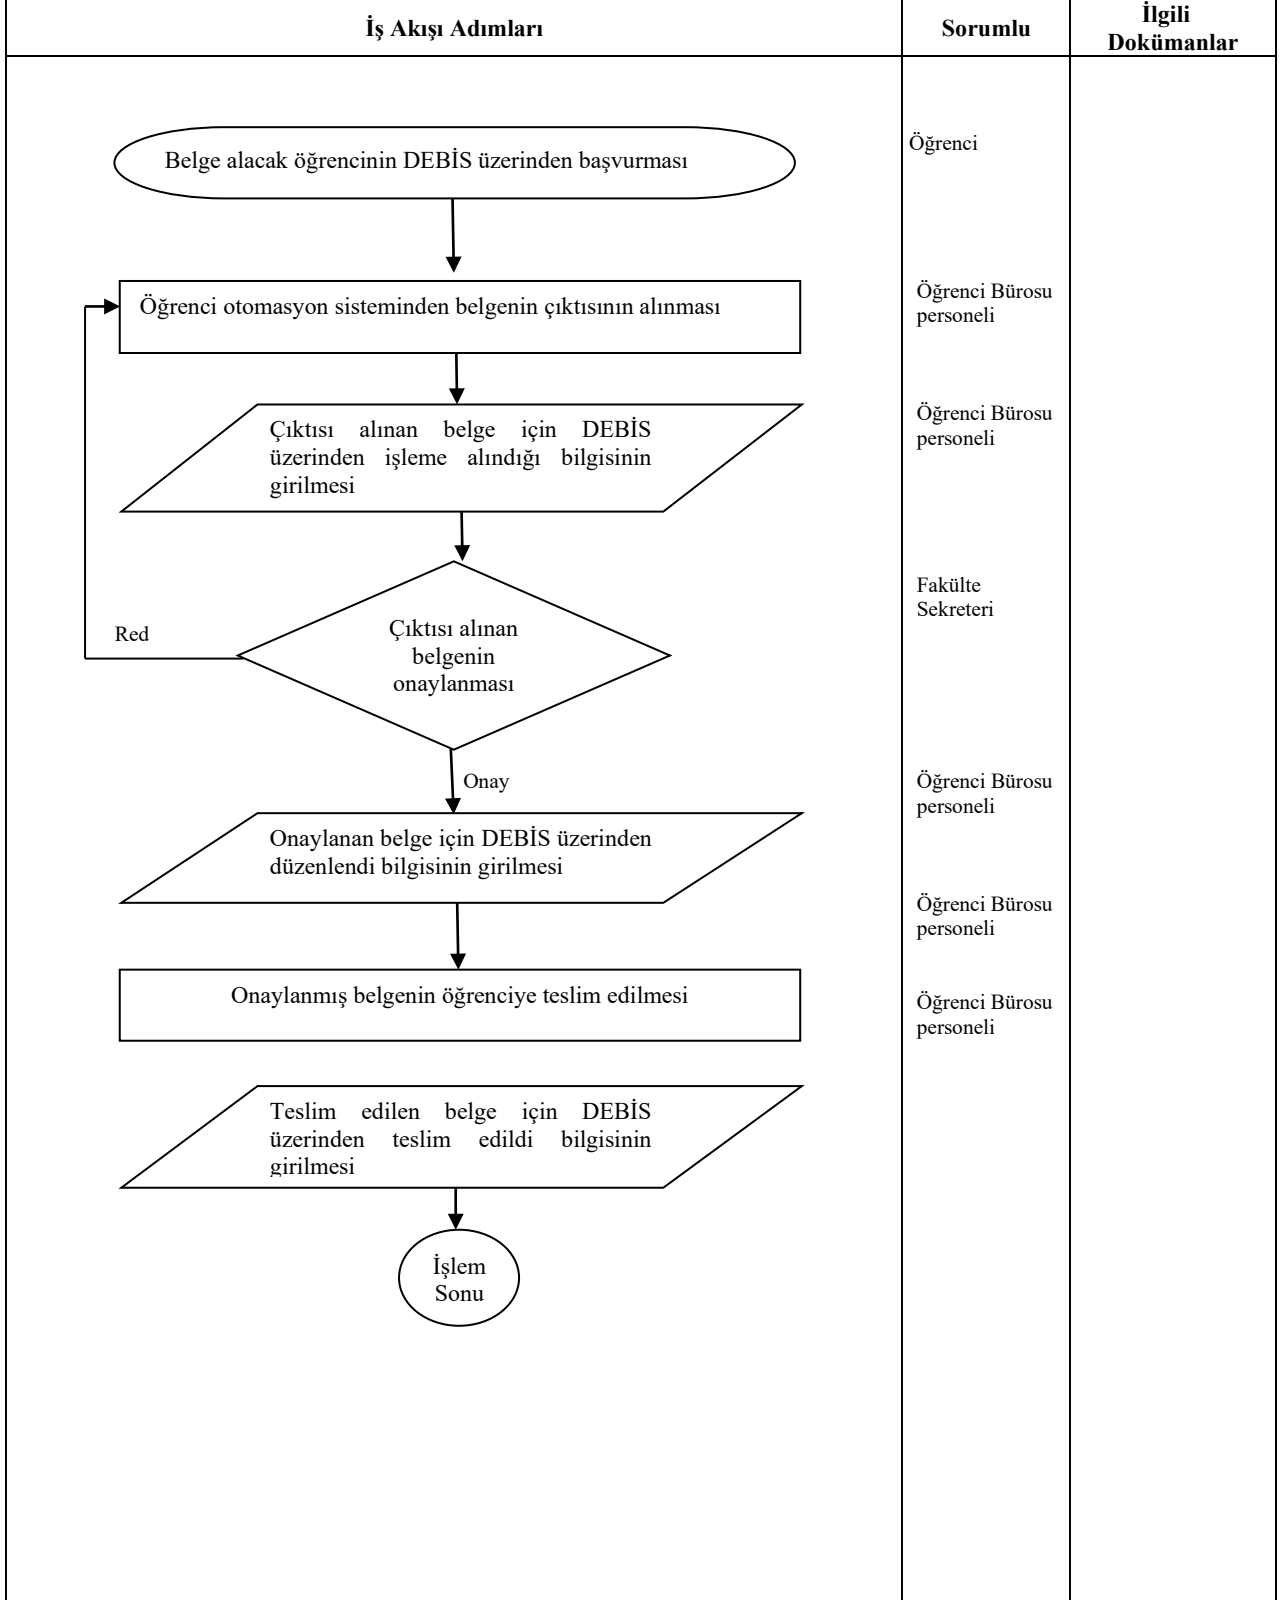 İş Akışı Adımları
Sorumlu
İlgili
Dokümanlar
Belge alacak öğrencinin DEBİS üzerinden başvurması
Öğrenci
Öğrenci otomasyon sisteminden belgenin çıktısının alınması
Öğrenci Bürosu
personeli
Çıktısı alınan belge için DEBİS
üzerinden işleme alındığı bilgisinin
girilmesi
Öğrenci Bürosu
personeli
Çıktısı alınan
belgenin
onaylanması
Fakülte
Sekreteri
Red
Onay
Onaylanan belge için DEBİS üzerinden
düzenlendi bilgisinin girilmesi
Öğrenci Bürosu
personeli
Onaylanmış belgenin öğrenciye teslim edilmesi
Öğrenci Bürosu
personeli
Teslim edilen belge için DEBİS
üzerinden teslim edildi bilgisinin
girilmesi
Öğrenci Bürosu
personeli
İşlem
Sonu